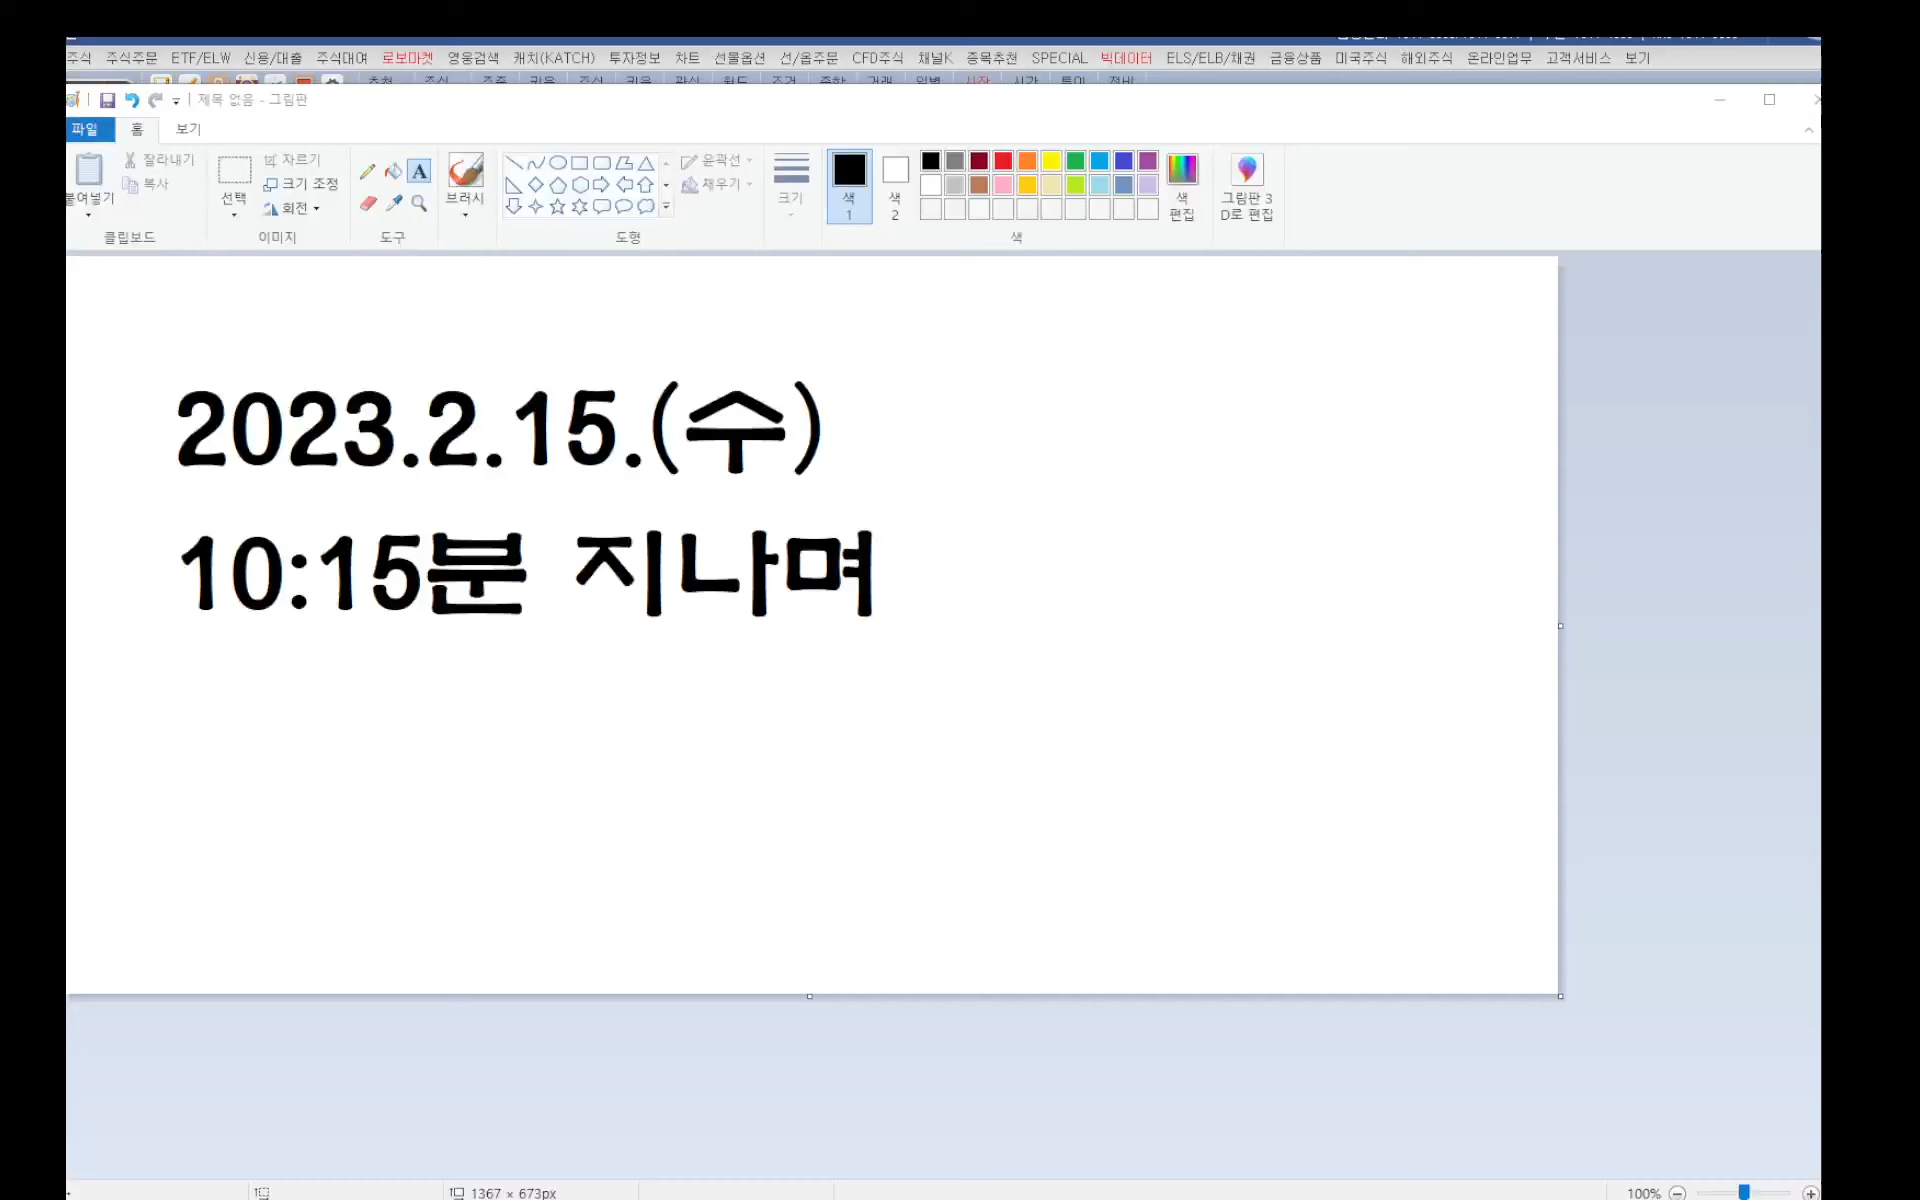 주식 주식주문 ETF/ELW 신용/대출 주식대여 로보마켓 영웅검색 캐치(KATCH) 투자정보 차트 선물옵션 선/옵주문 CFD주식 채널K 종목추천 SPECIAL 빅데이터 ELS/ELB/채권 금융상품 미국주식 해외주식 온라인업무 고객서비스 보기
제목 없음 - 그림판
파일 홈 보기
잘라내기 자르기 윤곽선
복사 크기 조정 채우기
붙여넣기 선택 회전 브러시 크기 색 1 색 2 색 편집 그림판 3D로 편집
클립보드 이미지 도구 도형 색
2023.2.15.(수)
10:15분 지나며
1367 × 673px 100%